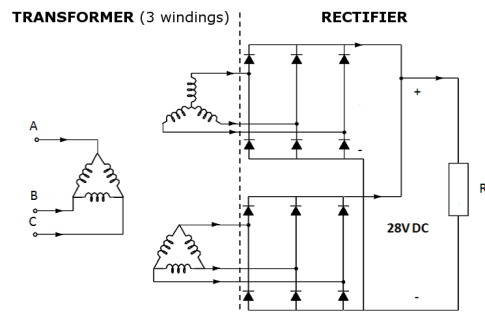 TRANSFORMER (3 windings)
RECTIFIER
A
B
C
+
-
R
28V DC
-